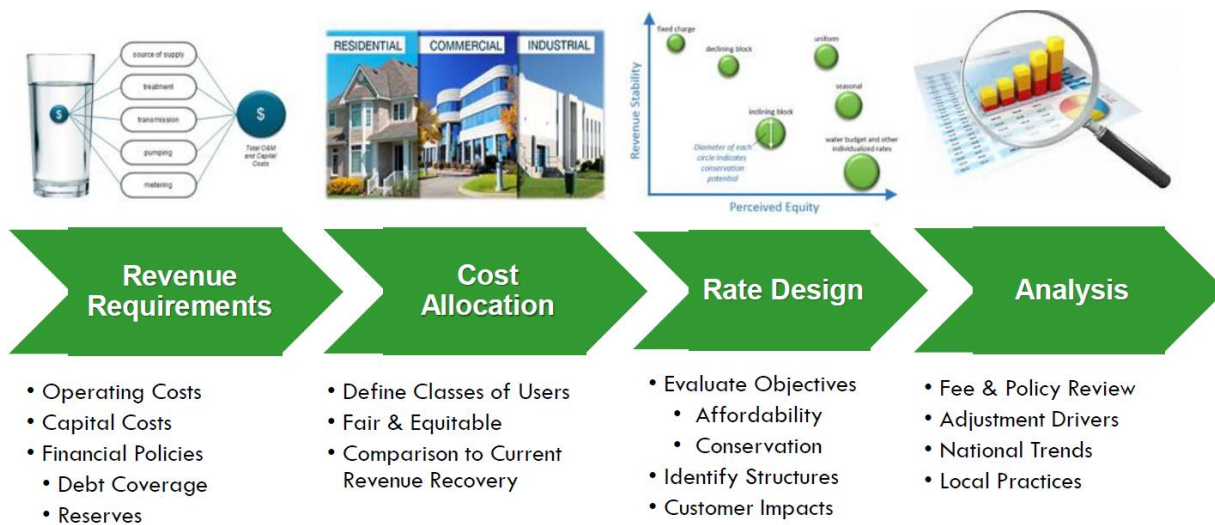 source of supply
treatment
transmission
pumping
metering
$
$
Total O&M
and Capital
Costs
RESIDENTIAL
COMMERCIAL
INDUSTRIAL
Revenue Stability
fixed charge
declining block
uniform
seasonal
inclining block
water budget and other
individualized rates
Diameter of each
circle indicates
conservation
potential
Perceived Equity
Revenue
Requirements
Cost
Allocation
Rate Design
Analysis
• Operating Costs
• Capital Costs
• Financial Policies
• Debt Coverage
• Reserves
• Define Classes of Users
• Fair & Equitable
• Comparison to Current
Revenue Recovery
• Evaluate Objectives
• Affordability
• Conservation
• Identify Structures
• Customer Impacts
• Fee & Policy Review
• Adjustment Drivers
• National Trends
• Local Practices